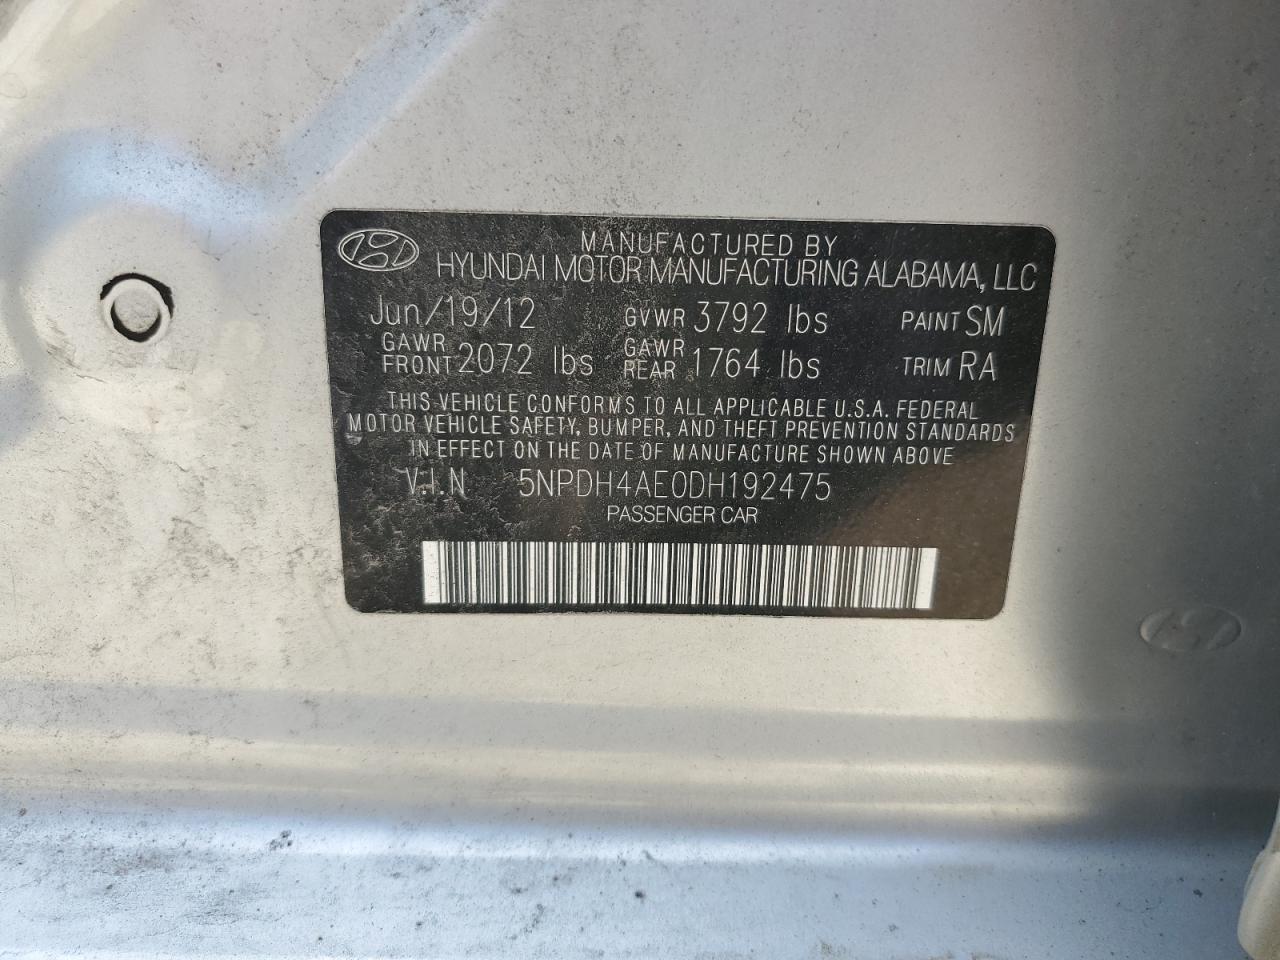 MANUFACTURED BY
HYUNDAI MOTOR MANUFACTURING ALABAMA, LLC
Jun/19/12 GVWR 3792 lbs PAINT SM
GAWR FRONT 2072 lbs GAWR REAR 1764 lbs TRIM RA
THIS VEHICLE CONFORMS TO ALL APPLICABLE U.S.A. FEDERAL
MOTOR VEHICLE SAFETY, BUMPER, AND THEFT PREVENTION STANDARDS
IN EFFECT ON THE DATE OF MANUFACTURE SHOWN ABOVE
V.I.N 5NPDH4AE0DH192475
PASSENGER CAR